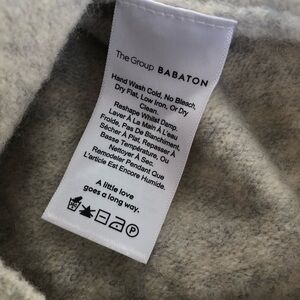 The Group BABATON
Hand Wash Cold, No Bleach,
Dry Flat, Low Iron, Or Dry
Clean.
Reshape Whilst Damp.
Laver À La Main À L'eau
Froide, Pas De Blanchiment,
Sécher À Plat, Repasser À
Basse Température, Ou
Nettoyer À Sec.
Remodeler Pendant Que
L'article Est Encore Humide.
A little love
goes a long way.
P